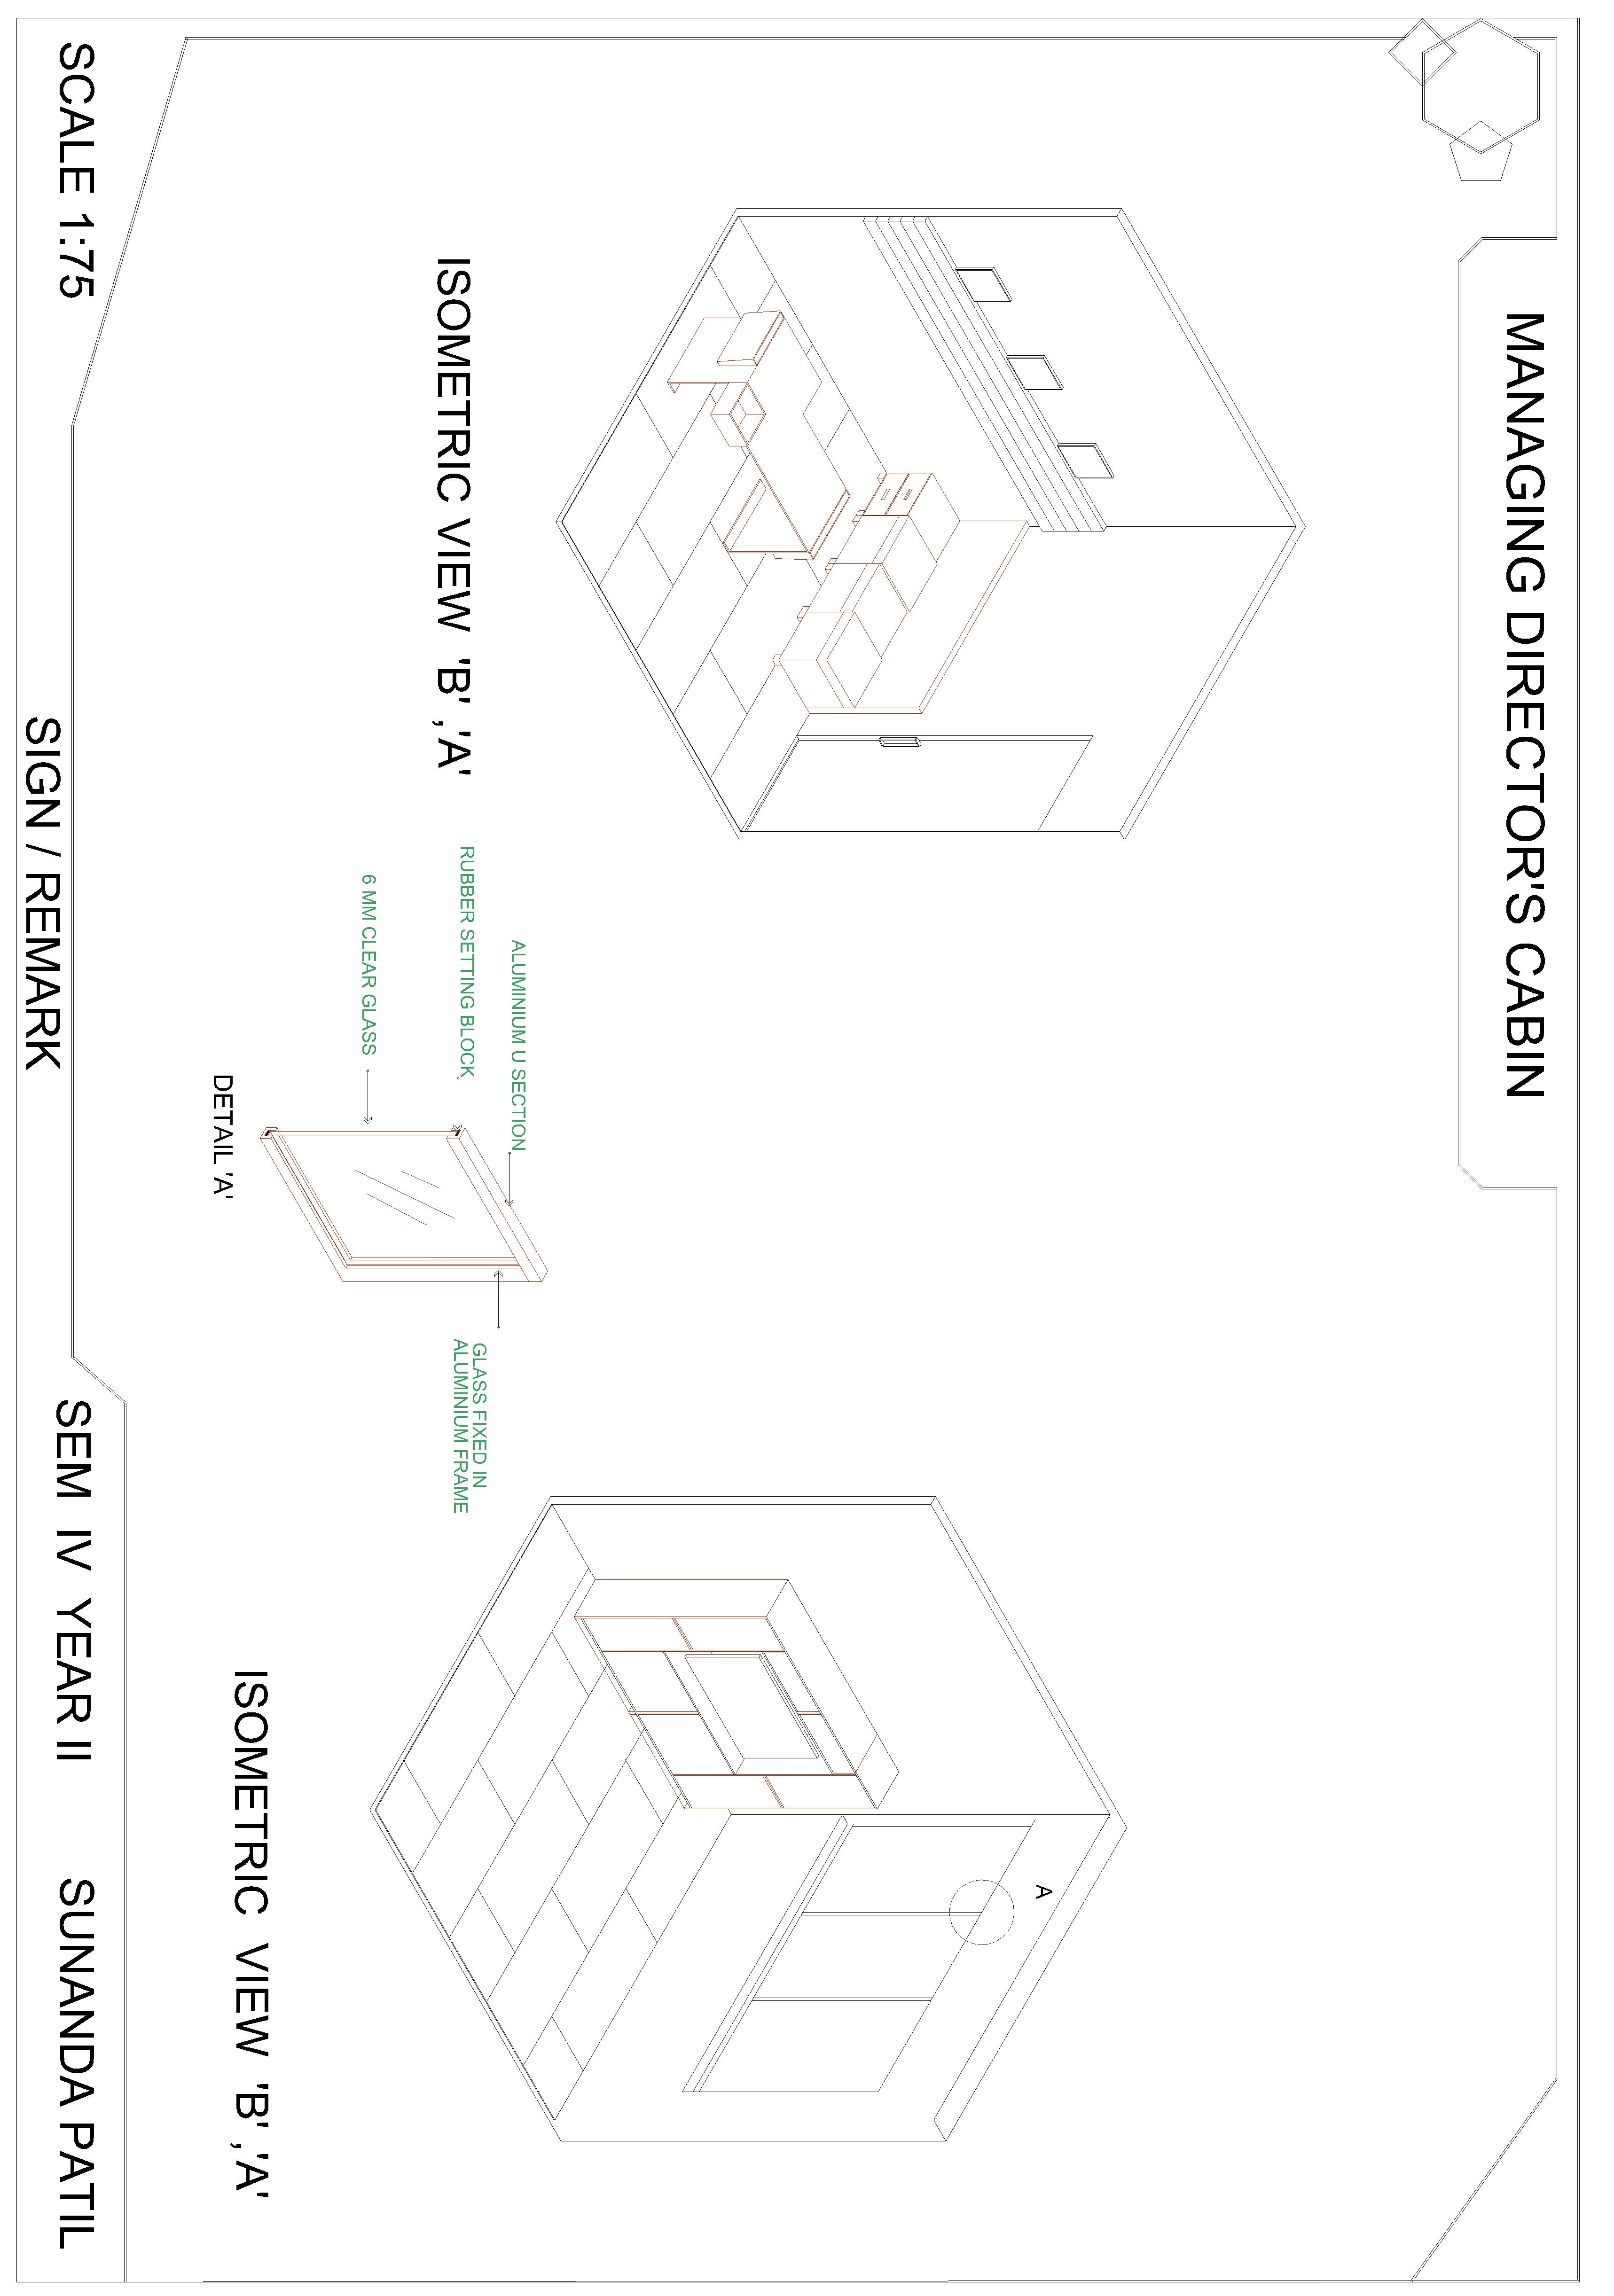 MANAGING DIRECTOR'S CABIN
ISOMETRIC VIEW 'B' ,'A'
RUBBER SETTING BLOCK
ALUMINIUM U SECTION
6 MM CLEAR GLASS
DETAIL 'A'
GLASS FIXED IN
ALUMINIUM FRAME
A
ISOMETRIC VIEW 'B' ,'A'
SCALE 1:75
SIGN / REMARK
SEM IV YEAR II
SUNANDA PATIL